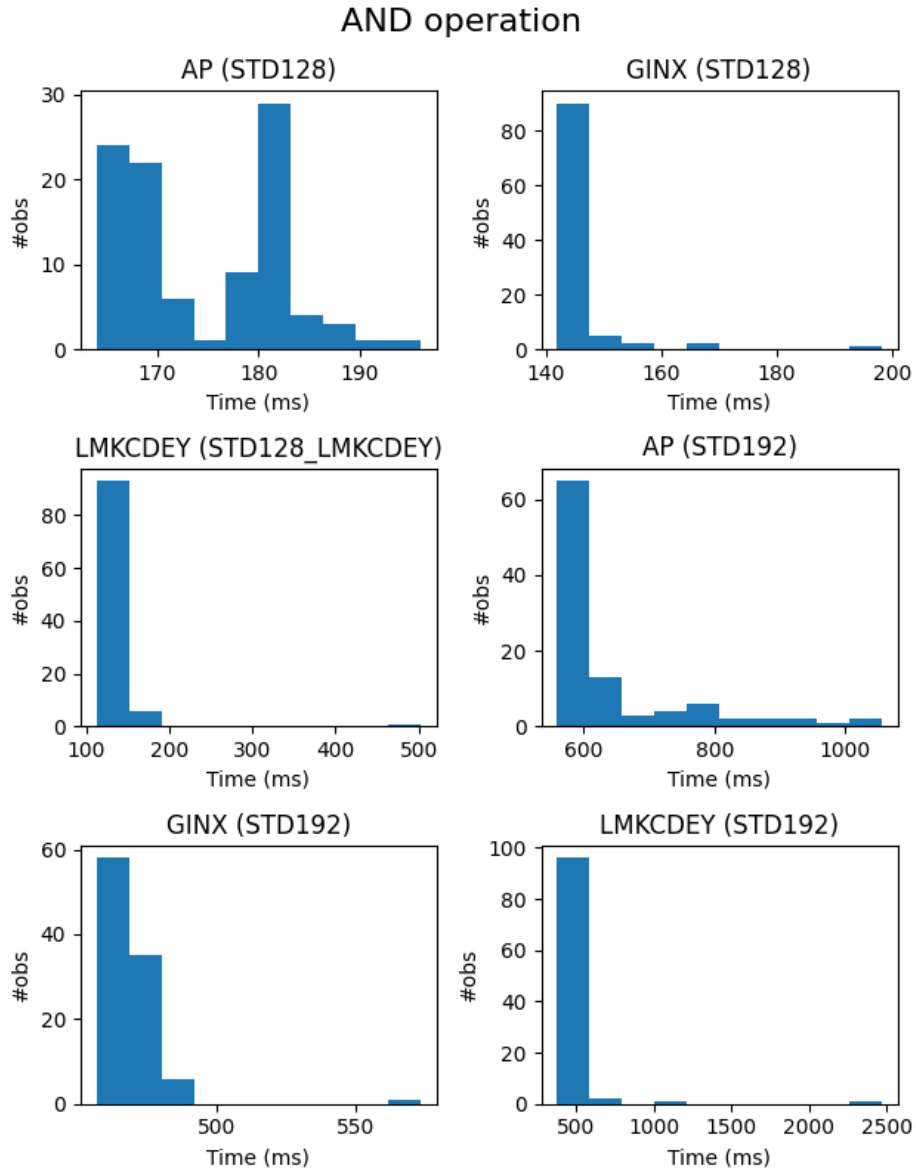 AND operation
AP (STD128)
30
20
10
0
#obs
170 180 190
Time (ms)
GINX (STD128)
80
60
40
20
0
#obs
140 160 180 200
Time (ms)
LMKCDEY (STD128_LMKCDEY)
80
60
40
20
0
#obs
100 200 300 400 500
Time (ms)
AP (STD192)
60
40
20
0
#obs
600 800 1000
Time (ms)
GINX (STD192)
60
40
20
0
#obs
500 550
Time (ms)
LMKCDEY (STD192)
100
80
60
40
20
0
#obs
500 1000 1500 2000 2500
Time (ms)